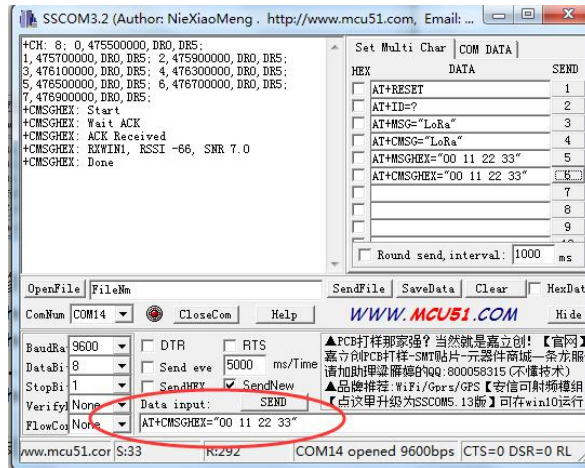 SSCOM3.2 (Author: NieXiaoMeng . http://www.mcu51.com, Email: ...
+CH: 8; 0,475500000,DR0,DR5;
1,475700000,DR0,DR5; 2,475900000,DR0,DR5;
3,476100000,DR0,DR5; 4,476300000,DR0,DR5;
5,476500000,DR0,DR5; 6,476700000,DR0,DR5;
7,476900000,DR0,DR5;
+CMSGHEX: Start
+CMSGHEX: Wait ACK
+CMSGHEX: ACK Received
+CMSGHEX: RXWIN1, RSSI -66, SNR 7.0
+CMSGHEX: Done
Set Multi Char COM DATA
HEX DATA SEND
AT+RESET 1
AT+ID=? 2
AT+MSG="LoRa" 3
AT+CMSG="LoRa" 4
AT+MSGHEX="00 11 22 33" 5
AT+CMSGHEX="00 11 22 33" 6
7
8
9
Round send, interval: 1000 ms
OpenFile FileNm SendFile SaveData Clear HexDat
ComNum COM14 CloseCom Help WWW.MCU51.COM Hide
BaudRa 9600 DTR RTS
DataBi 8 Send eve 5000 ms/Time
StopBi 1 SendHEX SendNew
Verify None Data input: SEND
FlowCo None AT+CMSGHEX="00 11 22 33"
▲PCB打样那家强? 当然就是嘉立创! 【官网】
嘉立创PCB打样-SMT贴片-元器件商城一条龙服
请加助理梁雁婷的qq:800058315(不懂技术)
▲品牌推荐:WiFi/Gprs/GPS【安信可射频模组
【点这里升级为SSCOM5.13版】可在win10运行
www.mcu51.cor S:33 R:292 COM14 opened 9600bps CTS=0 DSR=0 RL